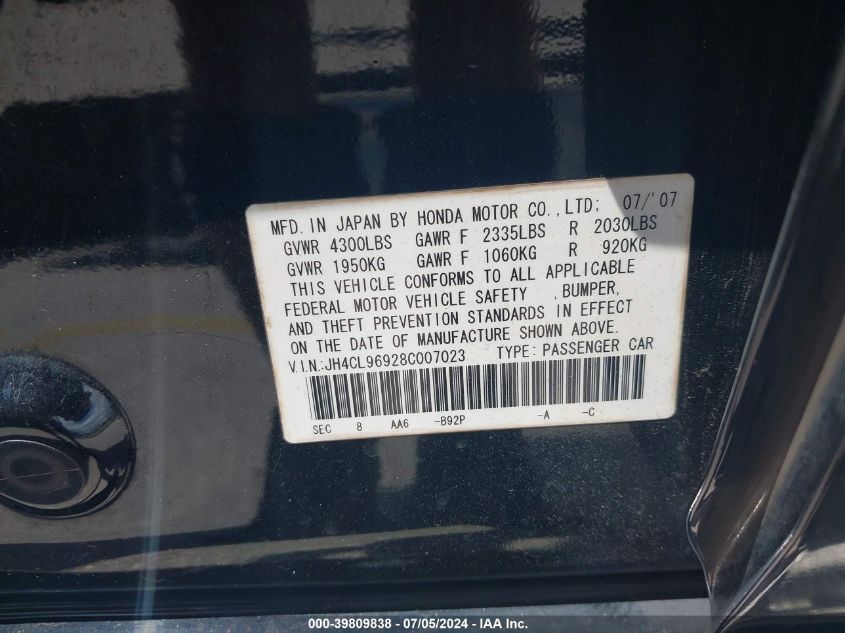 MFD. IN JAPAN BY HONDA MOTOR CO., LTD; 07/'07
GVWR 4300LBS GAWR F 2335LBS R 2030LBS
GVWR 1950KG GAWR F 1060KG R 920KG
THIS VEHICLE CONFORMS TO ALL APPLICABLE
FEDERAL MOTOR VEHICLE SAFETY , BUMPER,
AND THEFT PREVENTION STANDARDS IN EFFECT
ON THE DATE OF MANUFACTURE SHOWN ABOVE.
V.I.N.:JH4CL96928C007023 TYPE: PASSENGER CAR
SEC 8 AA6 -B92P -A -C
000-39809838 - 07/05/2024 - IAA Inc.